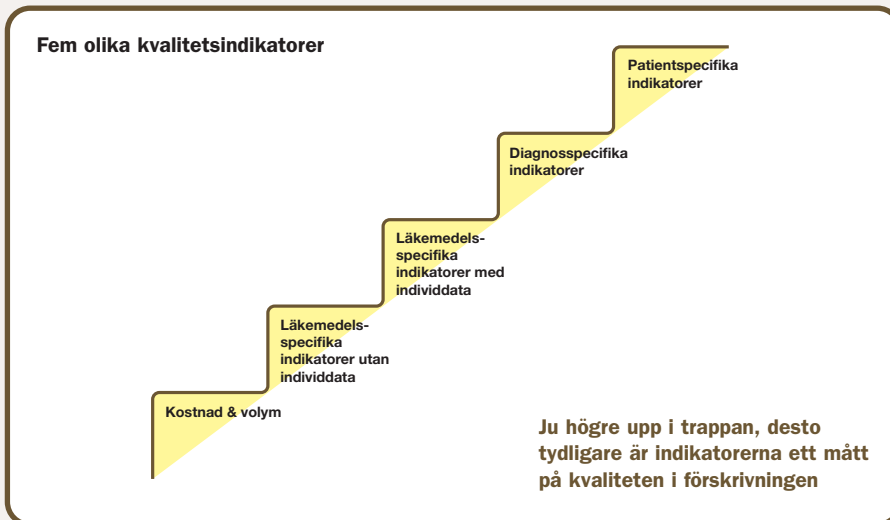 Fem olika kvalitetsindikatorer
Patientspecifika
indikatorer
Diagnosspecifika
indikatorer
Läkemedels-
specifika
indikatorer med
individdata
Läkemedels-
specifika
indikatorer utan
individdata
Kostnad & volym
Ju högre upp i trappan, desto
tydligare är indikatorerna ett mått
på kvaliteten i förskrivningen